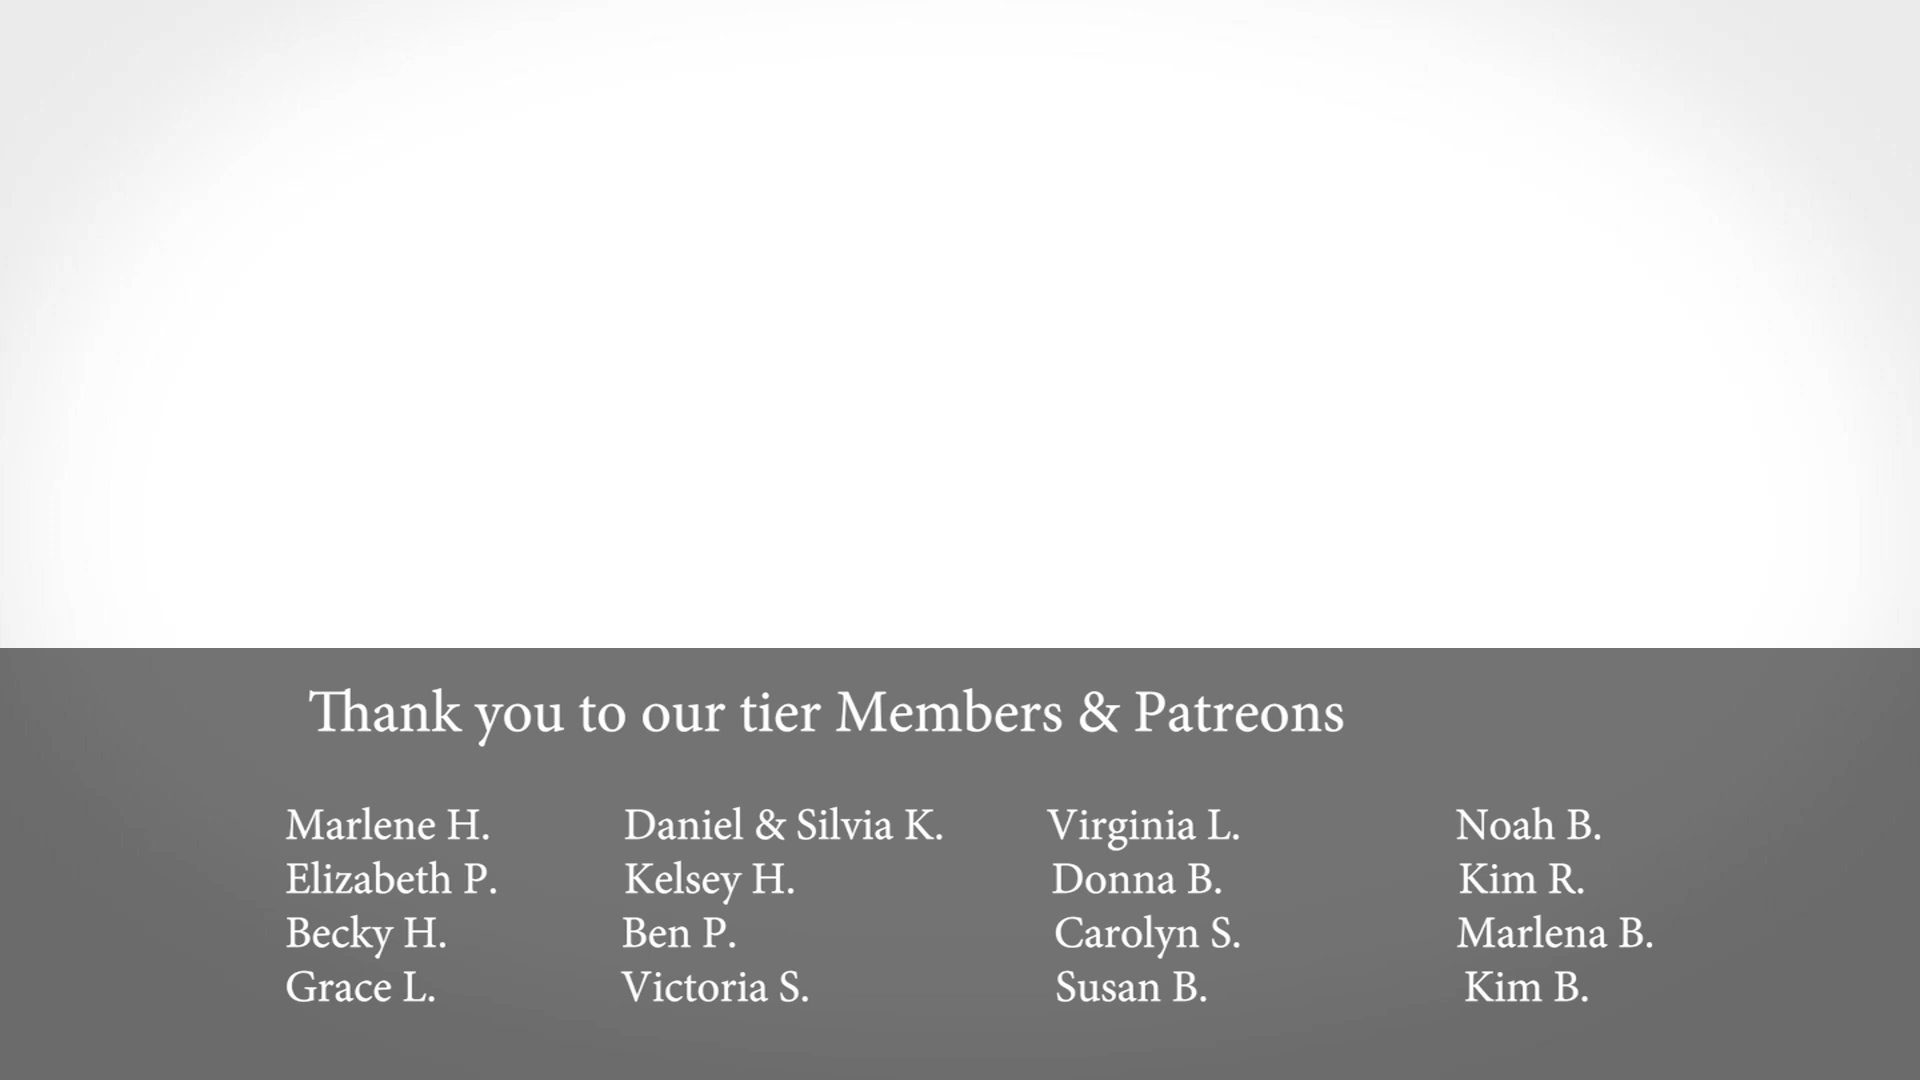 Thank you to our tier Members & Patreons
Marlene H. Daniel & Silvia K. Virginia L. Noah B.
Elizabeth P. Kelsey H. Donna B. Kim R.
Becky H. Ben P. Carolyn S. Marlena B.
Grace L. Victoria S. Susan B. Kim B.